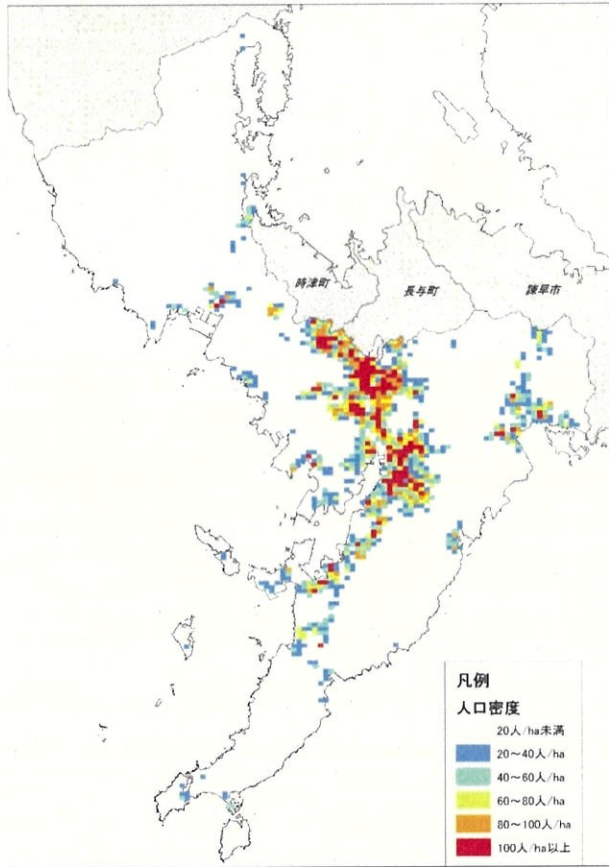 時津町
長与町
諫早市
凡例
人口密度
20人/ha未満
20～40人/ha
40～60人/ha
60～80人/ha
80～100人/ha
100人/ha以上